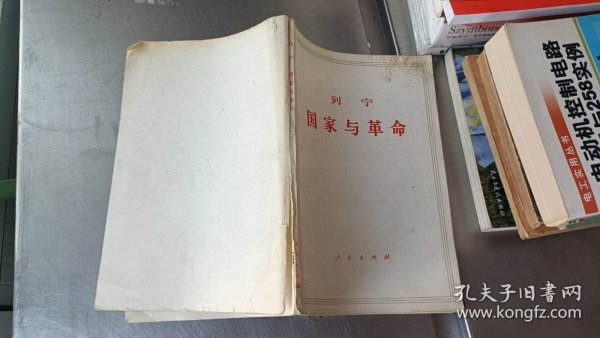 列宁
国家与革命
人民出版社
Szymbors
电工实用丛书
电动机控制电路
258实例
孔夫子旧书网
www.kongfz.com